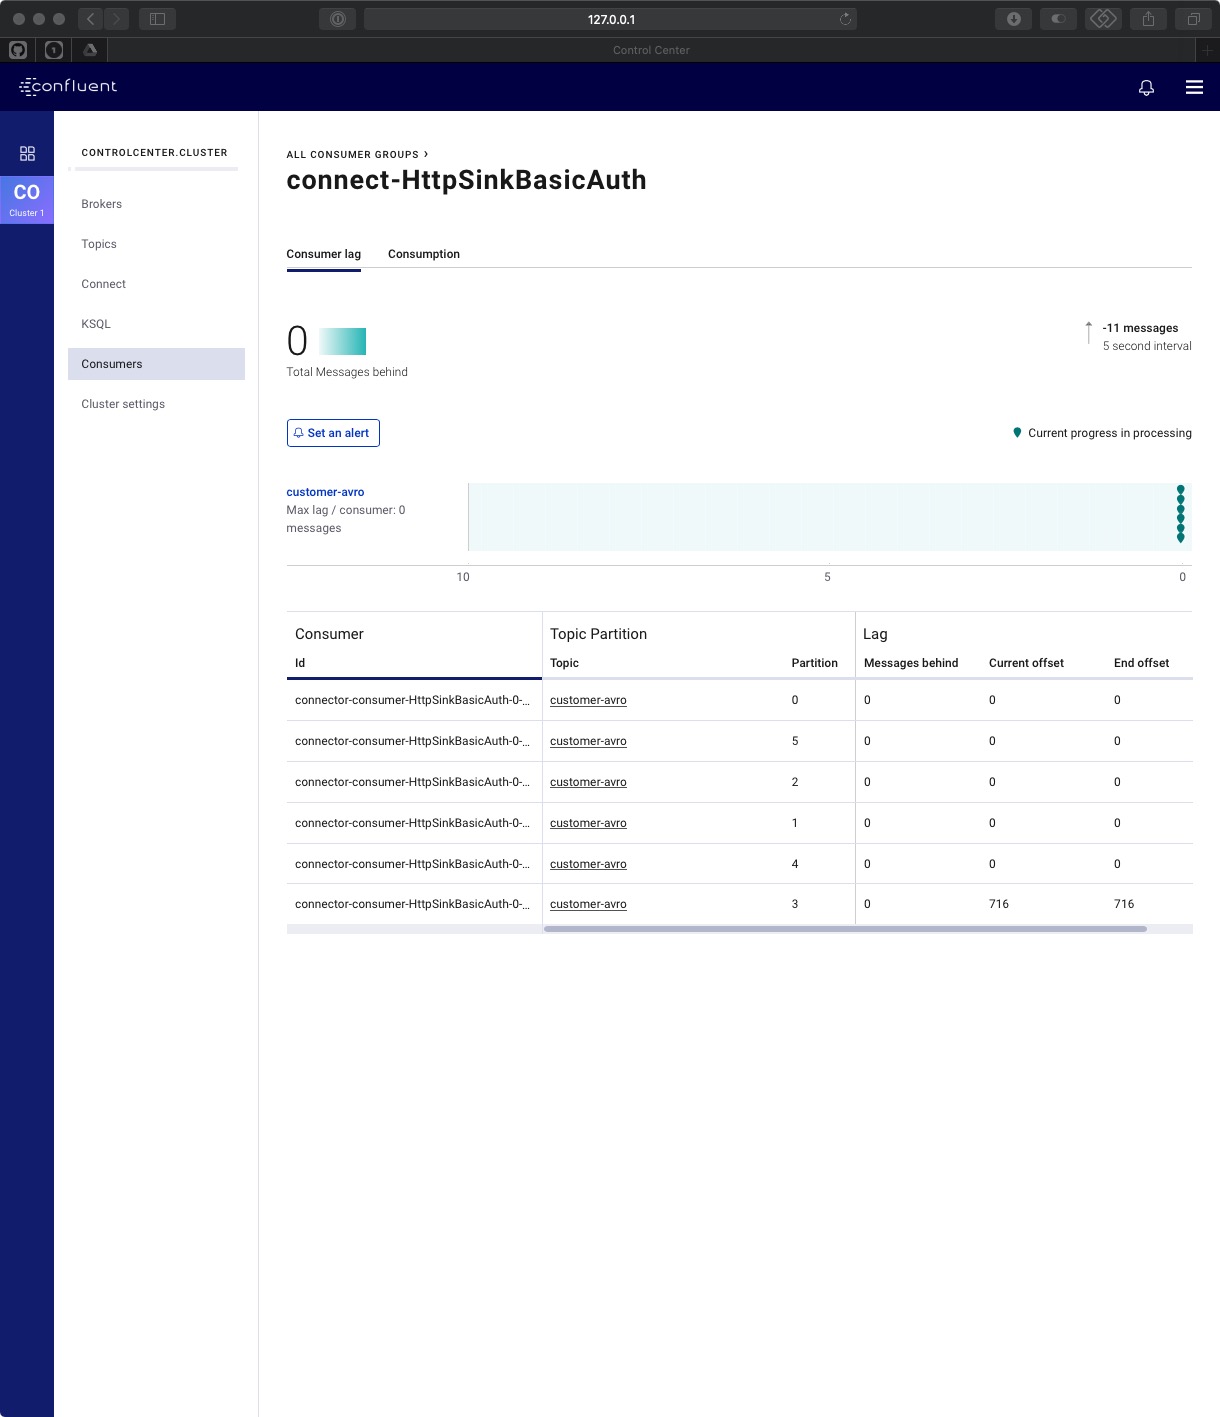 127.0.0.1
1
Control Center
confluent
CO
Cluster 1
CONTROLCENTER.CLUSTER
Brokers
Topics
Connect
KSQL
Consumers
Cluster settings
ALL CONSUMER GROUPS ›
connect-HttpSinkBasicAuth
Consumer lag Consumption
0
Total Messages behind
-11 messages
5 second interval
Set an alert
Current progress in processing
customer-avro
Max lag / consumer: 0
messages
10 5 0
Consumer Topic Partition Lag
Id Topic Partition Messages behind Current offset End offset
connector-consumer-HttpSinkBasicAuth-0-... customer-avro 0 0 0 0
connector-consumer-HttpSinkBasicAuth-0-... customer-avro 5 0 0 0
connector-consumer-HttpSinkBasicAuth-0-... customer-avro 2 0 0 0
connector-consumer-HttpSinkBasicAuth-0-... customer-avro 1 0 0 0
connector-consumer-HttpSinkBasicAuth-0-... customer-avro 4 0 0 0
connector-consumer-HttpSinkBasicAuth-0-... customer-avro 3 0 716 716